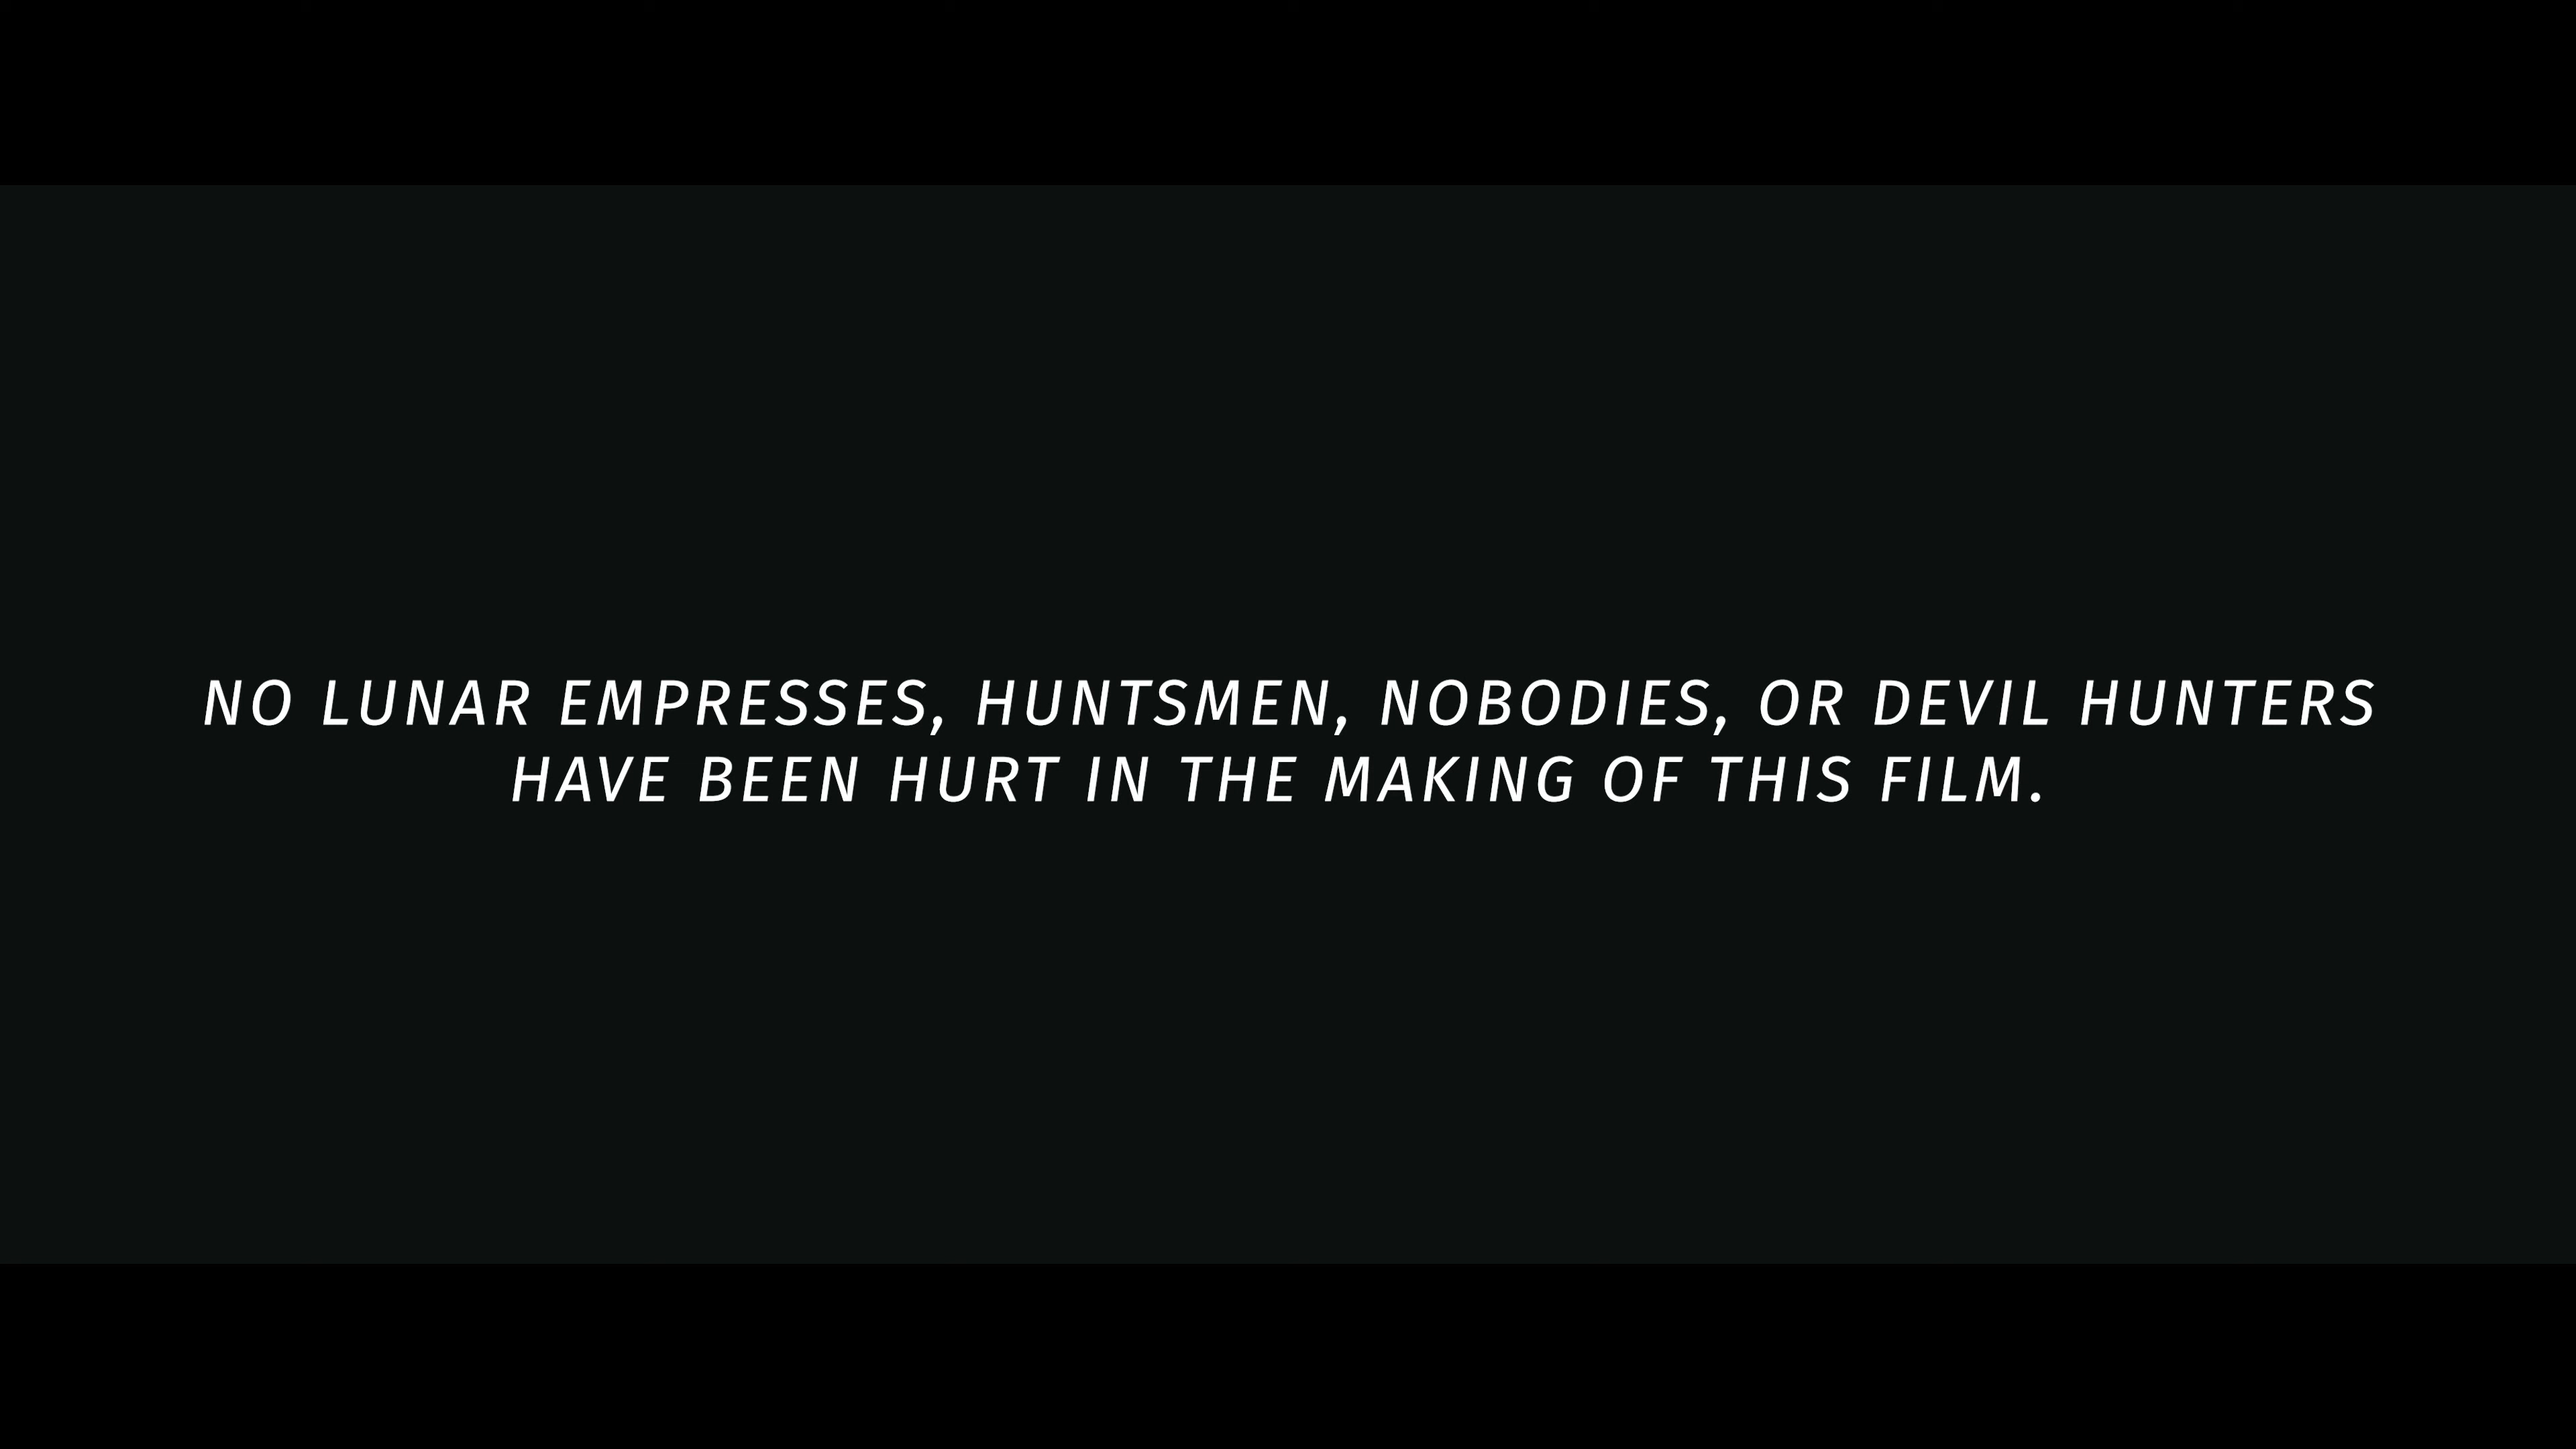 NO LUNAR EMPRESSES, HUNTSMEN, NOBODIES, OR DEVIL HUNTERS
HAVE BEEN HURT IN THE MAKING OF THIS FILM.